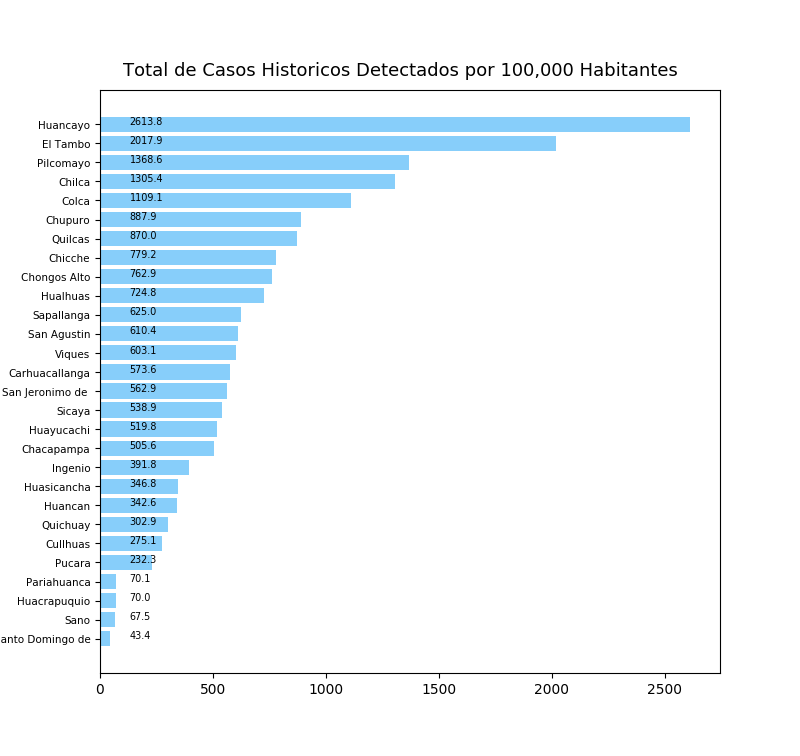 Total de Casos Historicos Detectados por 100,000 Habitantes
Huancayo 2613.8
El Tambo 2017.9
Pilcomayo 1368.6
Chilca 1305.4
Colca 1109.1
Chupuro 887.9
Quilcas 870.0
Chicche 779.2
Chongos Alto 762.9
Hualhuas 724.8
Sapallanga 625.0
San Agustin 610.4
Viques 603.1
Carhuacallanga 573.6
San Jeronimo de 562.9
Sicaya 538.9
Huayucachi 519.8
Chacapampa 505.6
Ingenio 391.8
Huasicancha 346.8
Huancan 342.6
Quichuay 302.9
Cullhuas 275.1
Pucara 232.3
Pariahuanca 70.1
Huacrapuquio 70.0
Sano 67.5
anto Domingo de 43.4
0 500 1000 1500 2000 2500